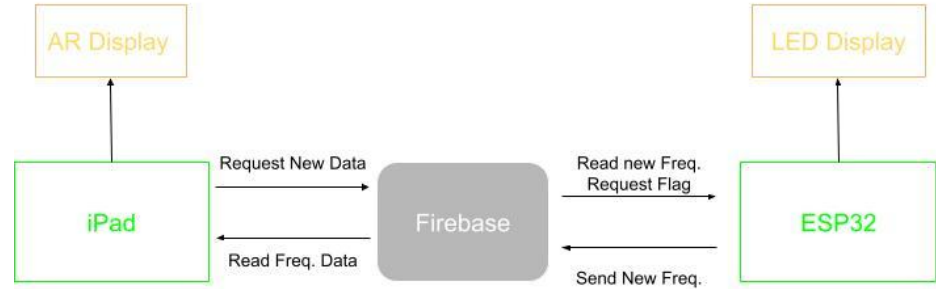 AR Display
LED Display
Request New Data
Read new Freq.
Request Flag
iPad
Firebase
ESP32
Read Freq. Data
Send New Freq.